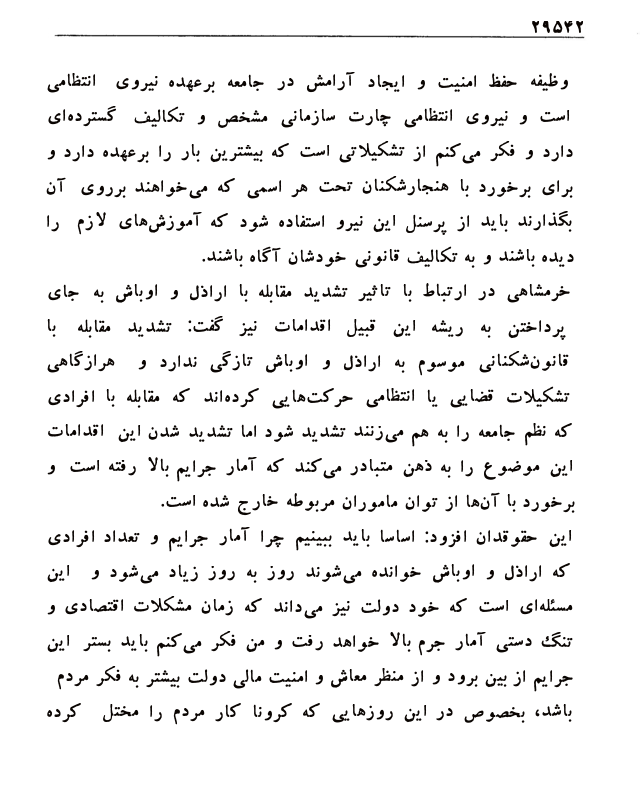 ۲۹۵۴۲
وظیفه حفظ امنیت و ایجاد آرامش در جامعه برعهده نیروی انتظامی
است و نیروی انتظامی چارت سازمانی مشخص و تکالیف گسترده‌ای
دارد و فکر می‌کنم از تشکیلاتی است که بیشترین بار را برعهده دارد و
برای برخورد با هنجارشکنان تحت هر اسمی که می‌خواهند برروی آن
بگذارند باید از پرسنل این نیرو استفاده شود که آموزش‌های لازم را
دیده باشند و به تکالیف قانونی خودشان آگاه باشند.
خرمشاهی در ارتباط با تاثیر تشدید مقابله با اراذل و اوباش به جای
پرداختن به ریشه این قبیل اقدامات نیز گفت: تشدید مقابله با
قانون‌شکنانی موسوم به اراذل و اوباش تازگی ندارد و هرازگاهی
تشکیلات قضایی یا انتظامی حرکت‌هایی کرده‌اند که مقابله با افرادی
که نظم جامعه را به هم می‌زنند تشدید شود اما تشدید شدن این اقدامات
این موضوع را به ذهن متبادر می‌کند که آمار جرایم بالا رفته است و
برخورد با آن‌ها از توان ماموران مربوطه خارج شده است.
این حقوقدان افزود: اساسا باید ببینیم چرا آمار جرایم و تعداد افرادی
که اراذل و اوباش خوانده می‌شوند روز به روز زیاد می‌شود و این
مسئله‌ای است که خود دولت نیز می‌داند که زمان مشکلات اقتصادی و
تنگ دستی آمار جرم بالا خواهد رفت و من فکر می‌کنم باید بستر این
جرایم از بین برود و از منظر معاش و امنیت مالی دولت بیشتر به فکر مردم
باشد، بخصوص در این روزهایی که کرونا کار مردم را مختل کرده